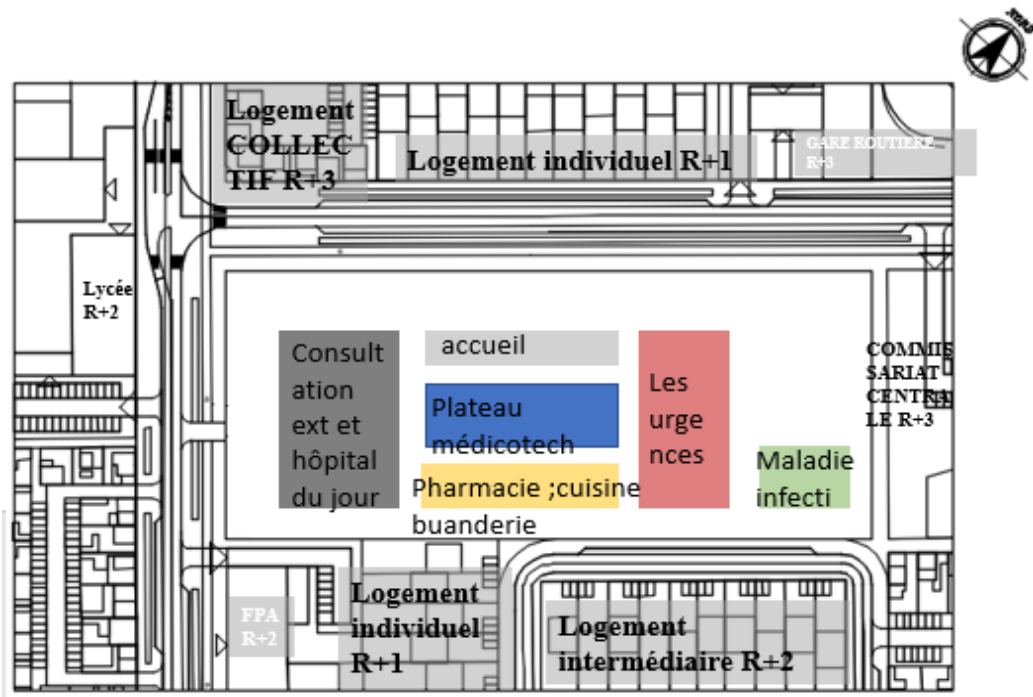 Logement
COLLEC
TIF R+3
Logement individuel R+1
GARE ROUTIERE
R+3
Lycée
R+2
Consult
ation
ext et
hôpital
du jour
accueil
Plateau
médicotech
Pharmacie ;cuisine
buanderie
Les
urge
nces
Maladie
infecti
COMMIS
SARIAT
CENTRA
LE R+3
FPA
R+2
Logement
individuel
R+1
Logement
intermédiaire R+2